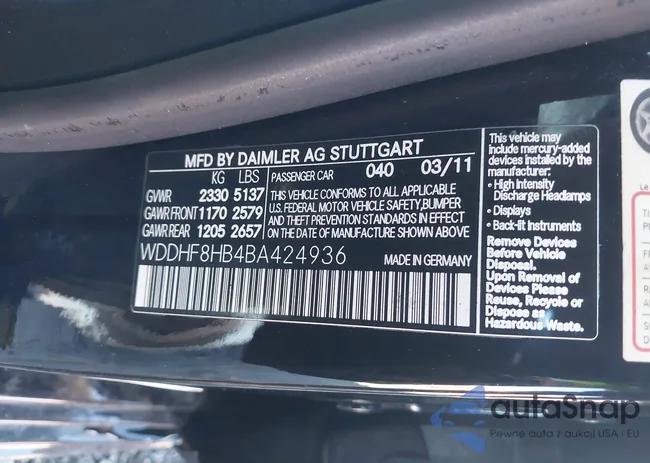 MFD BY DAIMLER AG STUTTGART
KG LBS
PASSENGER CAR 040 03/11
GVWR 2330 5137
GAWR FRONT 1170 2579
GAWR REAR 1205 2657
THIS VEHICLE CONFORMS TO ALL APPLICABLE
U.S. FEDERAL MOTOR VEHICLE SAFETY, BUMPER
AND THEFT PREVENTION STANDARDS IN EFFECT
ON THE DATE OF MANUFACTURE SHOWN ABOVE
WDDHF8HB4BA424936
MADE IN GERMANY
This vehicle may
include mercury-added
devices installed by the
manufacturer:
• High Intensity
Discharge Headlamps
• Displays
• Back-lit Instruments
Remove Devices
Before Vehicle
Disposal.
Upon Removal of
Devices Please
Reuse, Recycle or
Dispose as
Hazardous Waste.
autaSnap
Pewne auta z aukcji USA i EU